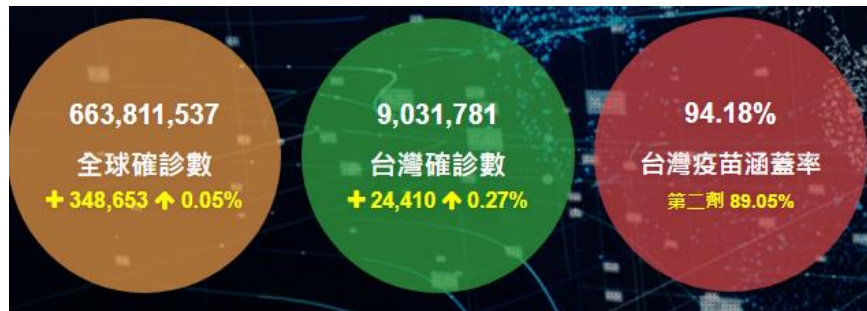 663,811,537
全球確診數
+ 348,653 ↑ 0.05%
9,031,781
台灣確診數
+ 24,410 ↑ 0.27%
94.18%
台灣疫苗涵蓋率
第二劑 89.05%